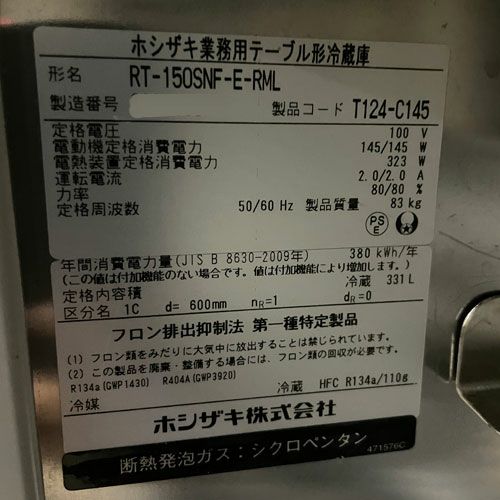 ホシザキ業務用テーブル形冷蔵庫
形名 RT-150SNF-E-RML
製造番号 製品コード T124-C145
定格電圧 100 V
電動機定格消費電力 145/145 W
電熱装置定格消費電力 323 W
運転電流 2.0/2.0 A
力率 80/80 %
定格周波数 50/60 Hz 製品質量 83 kg
PS
E
年間消費電力量(JIS B 8630-2009年) 380 kWh/年
(この値は付加機能のない場合です。値は付加機能により増加します。)
定格内容積 冷蔵 331 L
区分名 1C d= 600mm nR=1 dR=0
フロン排出抑制法 第一種特定製品
(1) フロン類をみだりに大気中に放出することは禁じられています。
(2) この製品を廃棄・整備する場合には、フロン類の回収が必要です。
R134a(GWP1430) R404A(GWP3920)
冷媒 冷蔵 HFC R134a/110g
ホシザキ株式会社
断熱発泡ガス:シクロペンタン 471576C